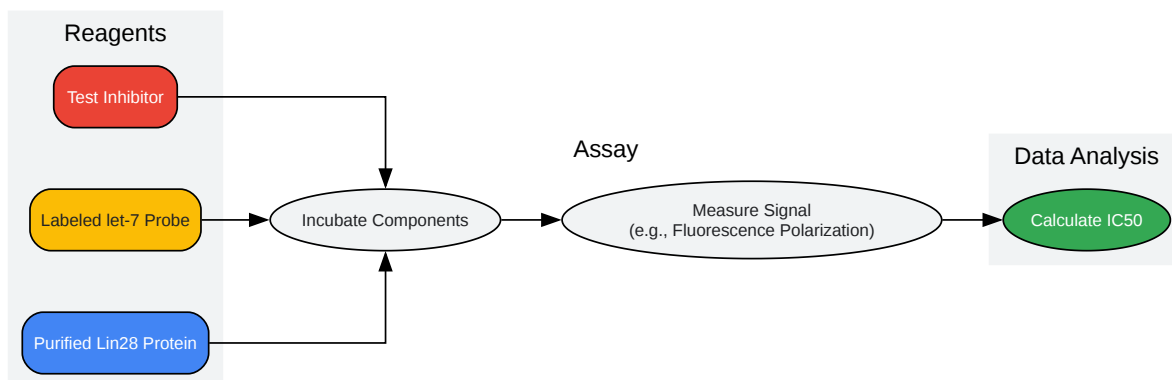 Reagents
Test Inhibitor
Labeled let-7 Probe
Purified Lin28 Protein
Assay
Incubate Components
Measure Signal
(e.g., Fluorescence Polarization)
Data Analysis
Calculate IC50